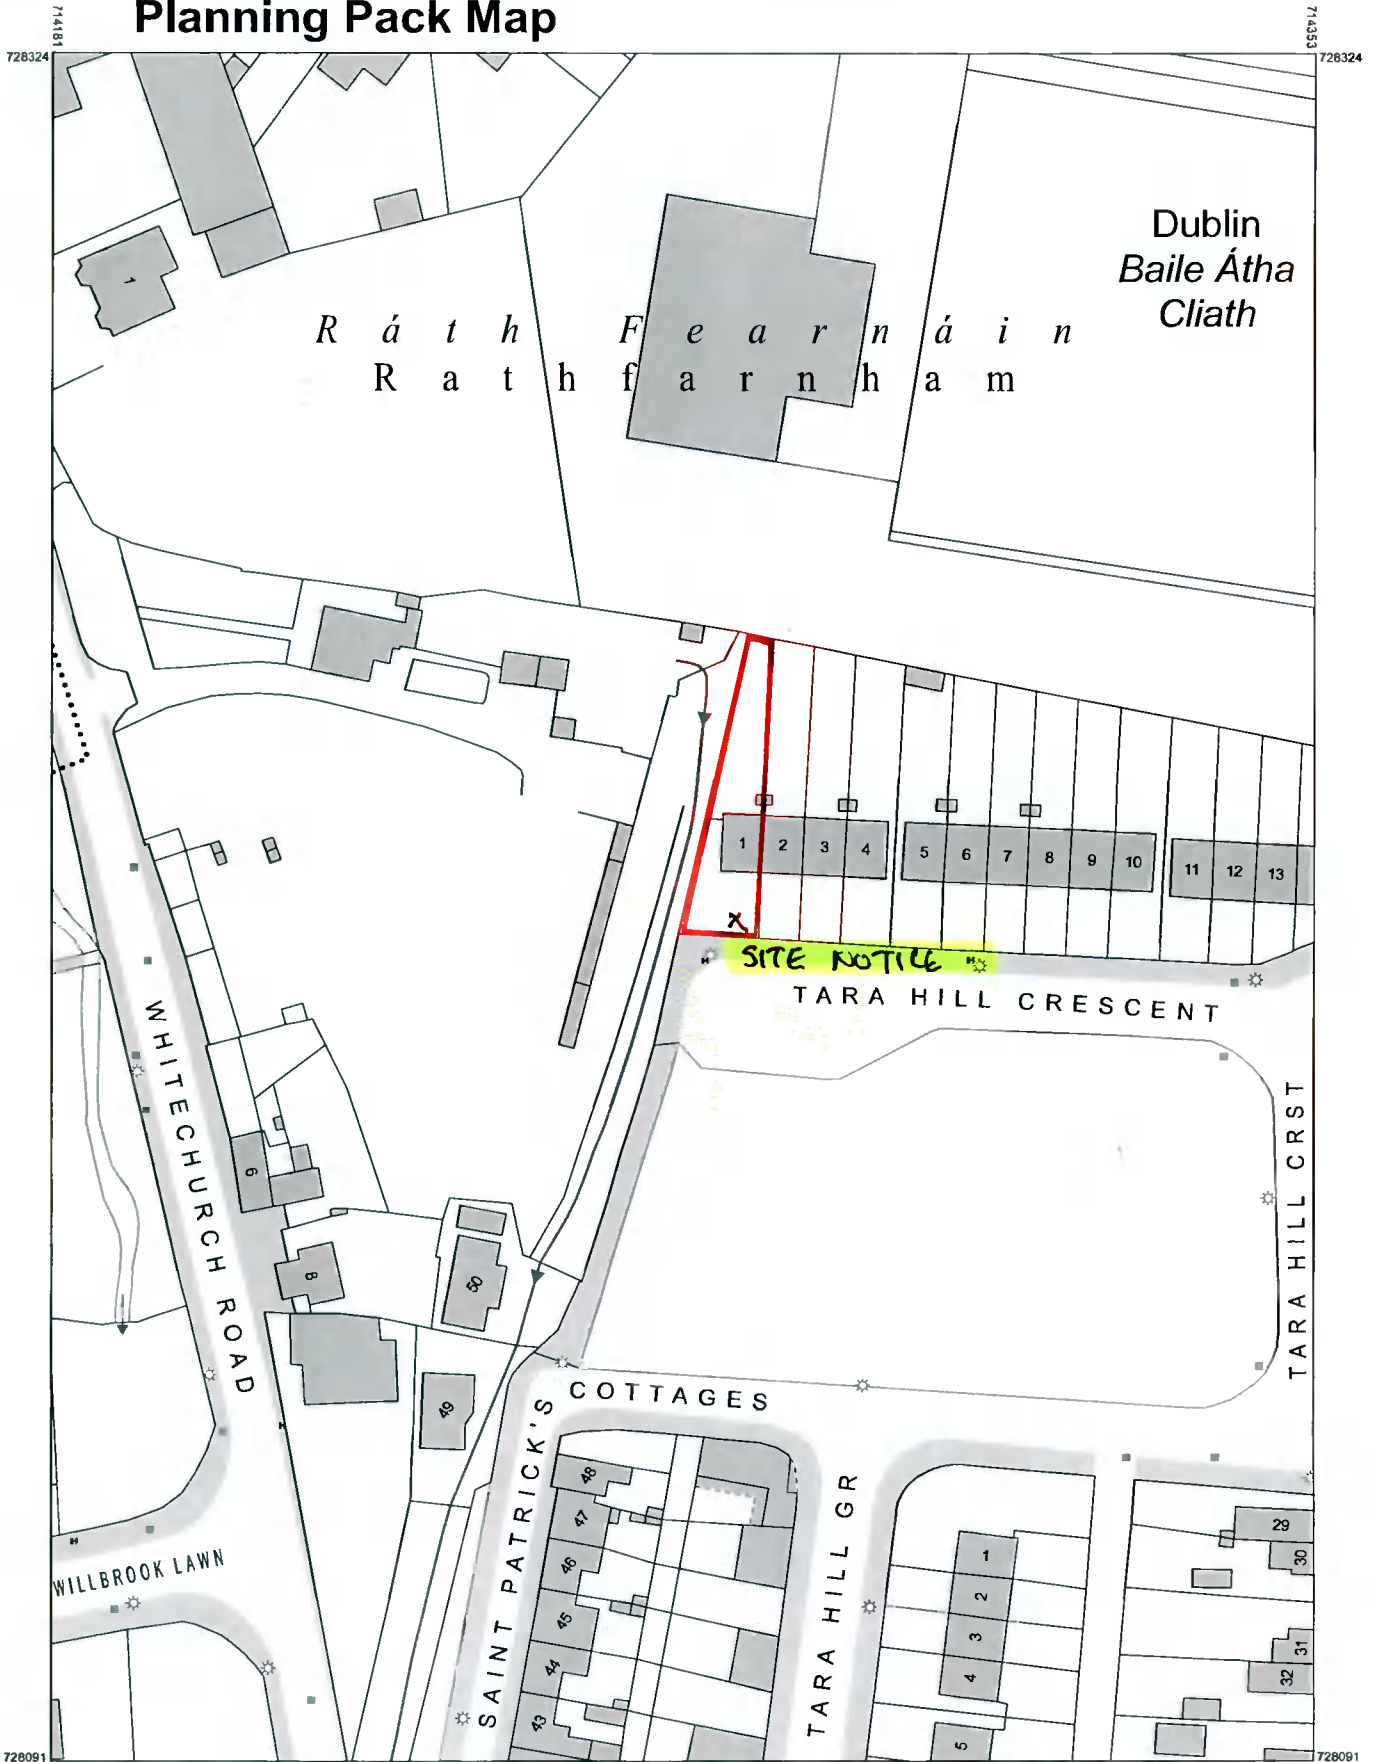 Planning Pack Map
714181
714353
728324
728324
Dublin
Baile Átha
Cliath
1
Ráth Fearnáin
Rathfarnham
1
2
3
4
5
6
7
8
9
10
11
12
13
X
H
SITE NOTICE
H
TARA HILL CRESCENT
WHITECHURCH ROAD
TARA HILL CRST
6
8
50
49
H
COTTAGES
SAINT PATRICK'S
48
47
46
45
44
43
TARA HILL GR
1
2
3
4
5
29
30
31
32
H
WILLBROOK LAWN
728091
728091